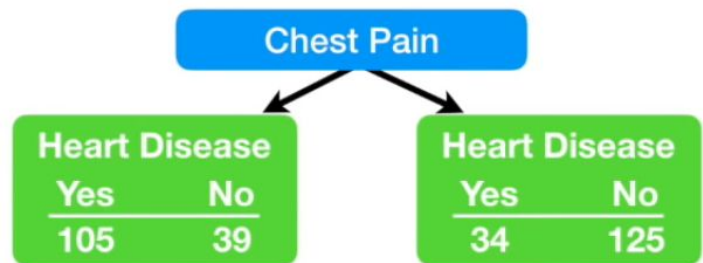 Chest Pain
Heart Disease
Yes No
105 39
Heart Disease
Yes No
34 125